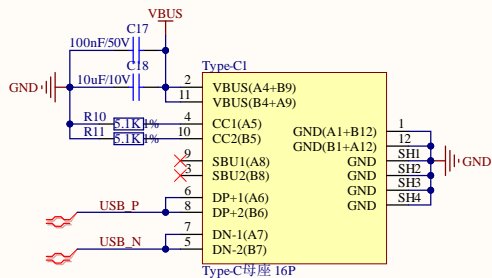 VBUS
C17
100nF/50V
C18
10uF/10V
GND
R10
5.1K 1%
R11
5.1K 1%
Type-C1
2
VBUS(A4+B9)
11
VBUS(B4+A9)
4
CC1(A5)
10
CC2(B5)
9
SBU1(A8)
3
SBU2(B8)
6
DP+1(A6)
USB_P
8
DP+2(B6)
7
DN-1(A7)
USB_N
5
DN-2(B7)
GND(A1+B12)
1
GND(B1+A12)
12
GND
SH1
GND
SH2
GND
SH3
GND
SH4
GND
Type-C母座 16P